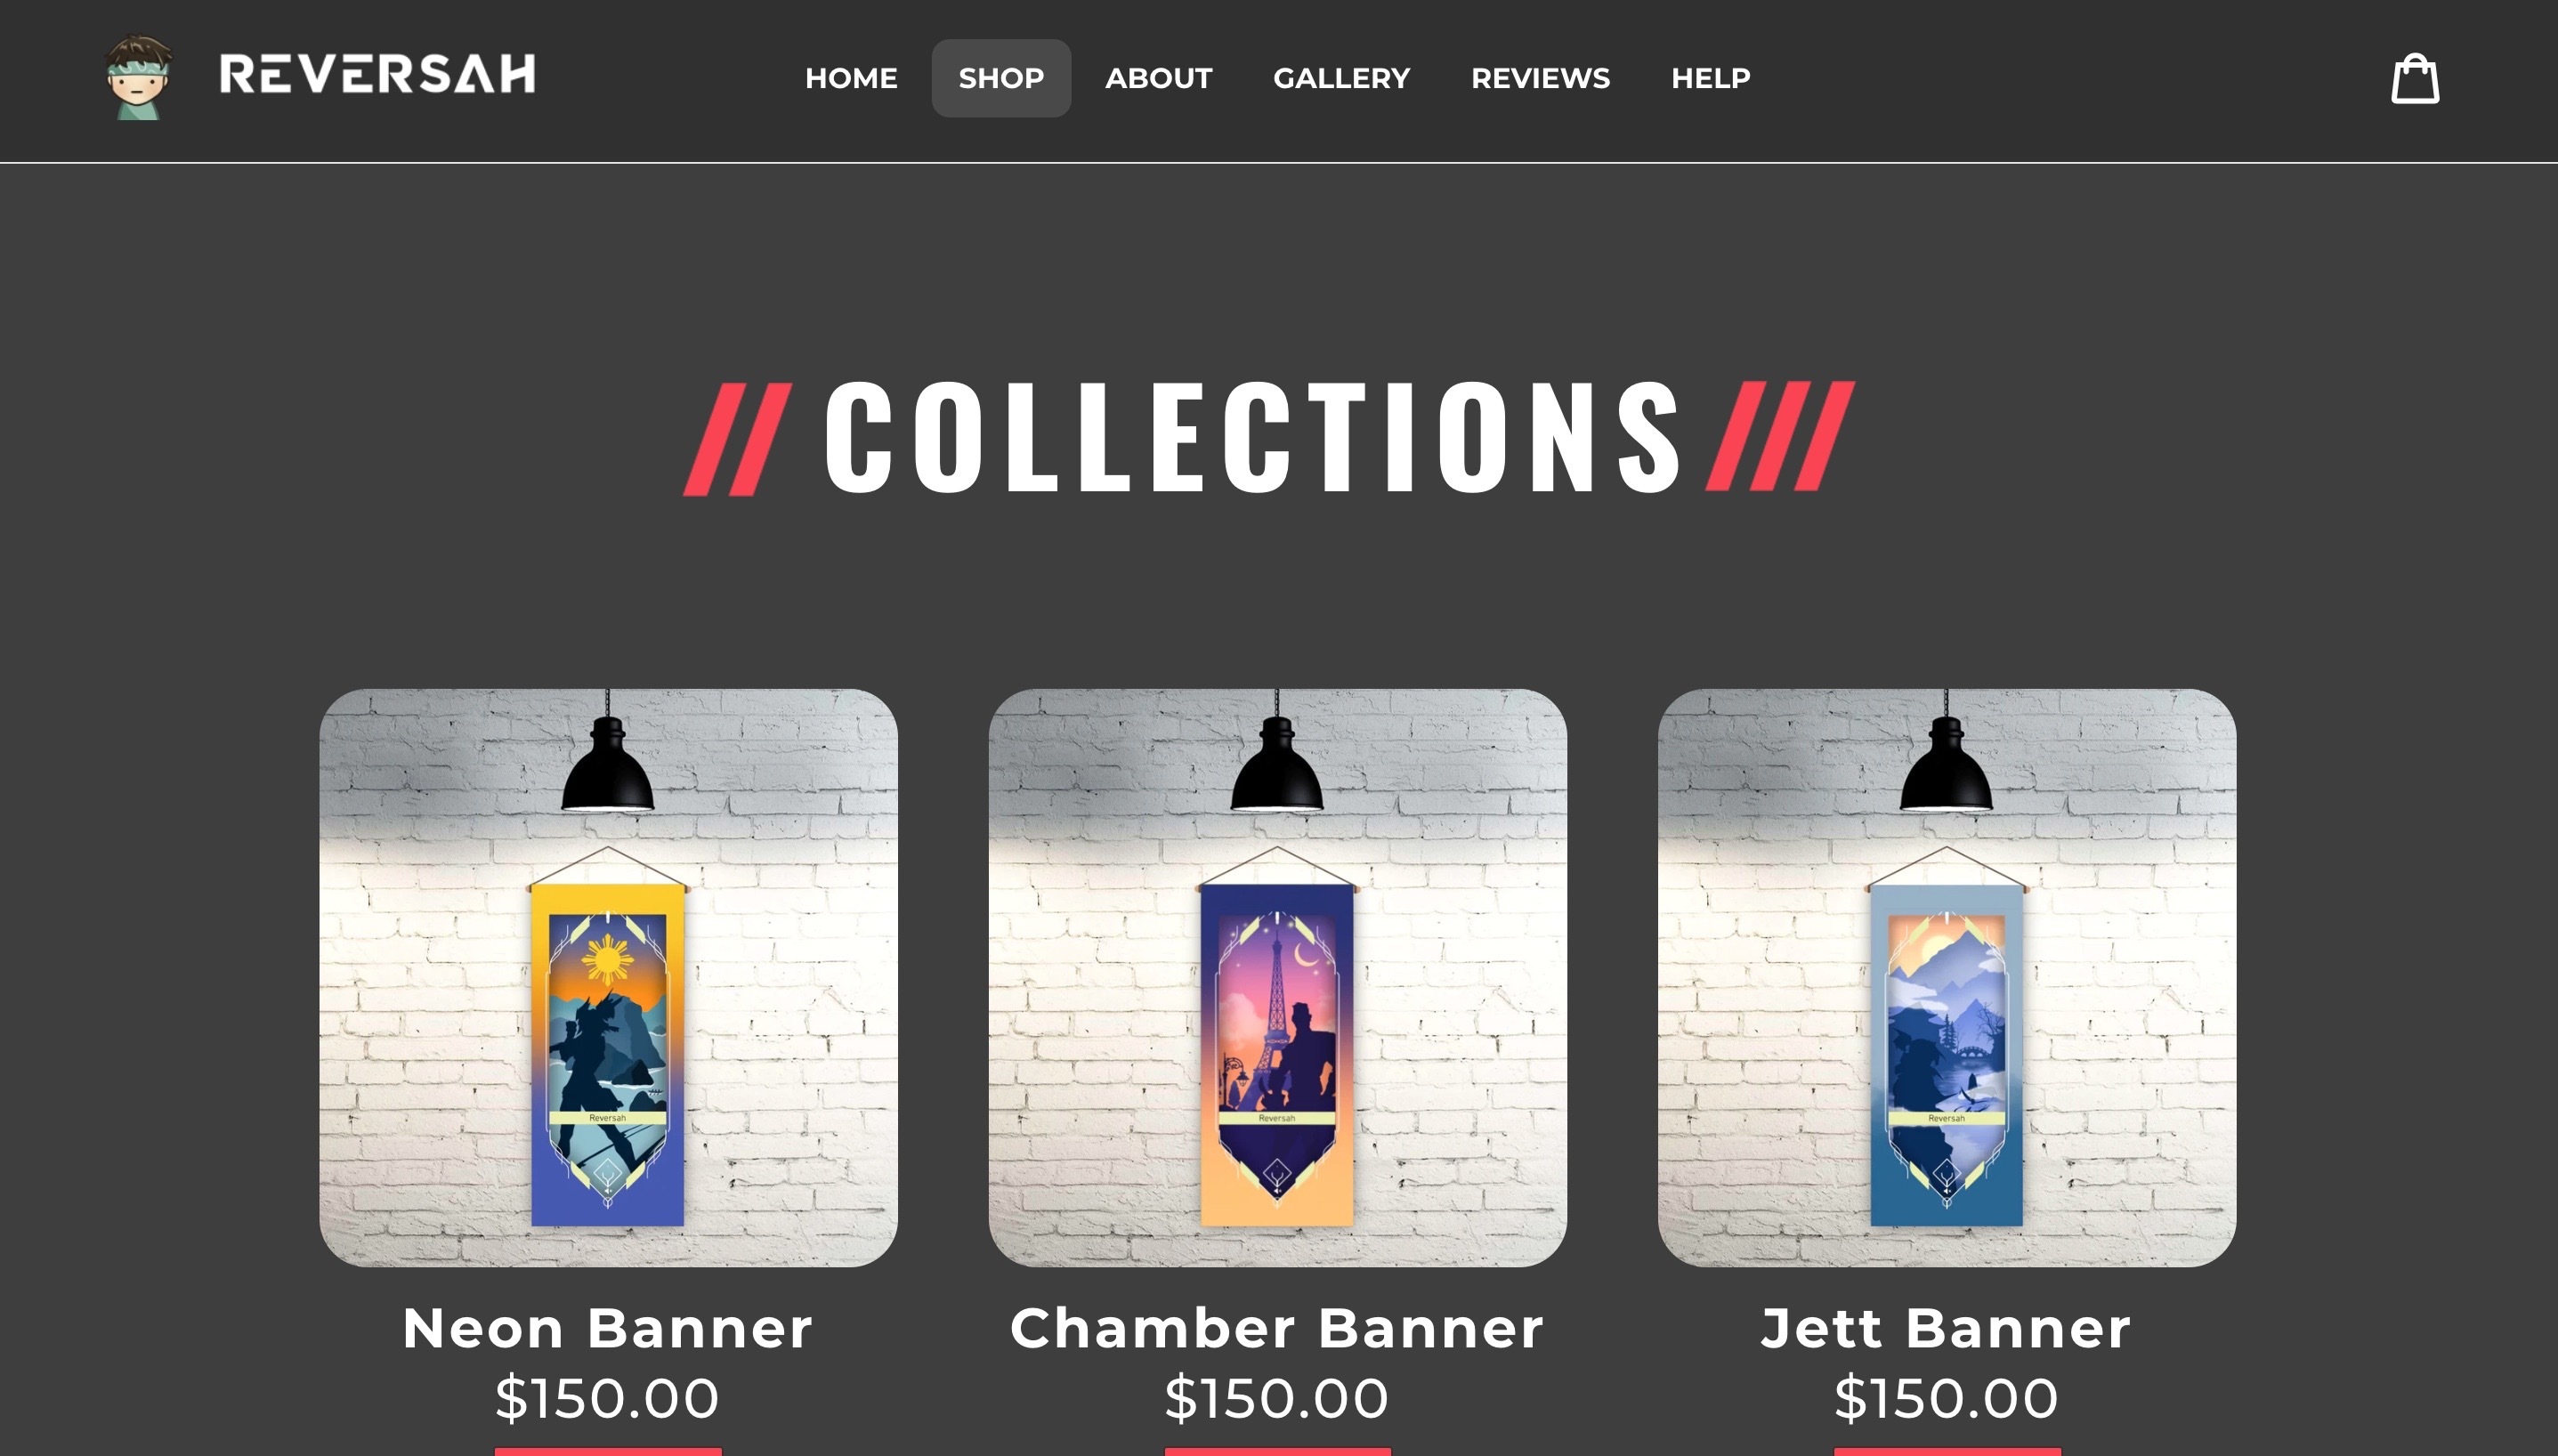 REVERSAH
HOME SHOP ABOUT GALLERY REVIEWS HELP
// COLLECTIONS ///
Reversah
Reversah
Reversah
Neon Banner
$150.00
Chamber Banner
$150.00
Jett Banner
$150.00